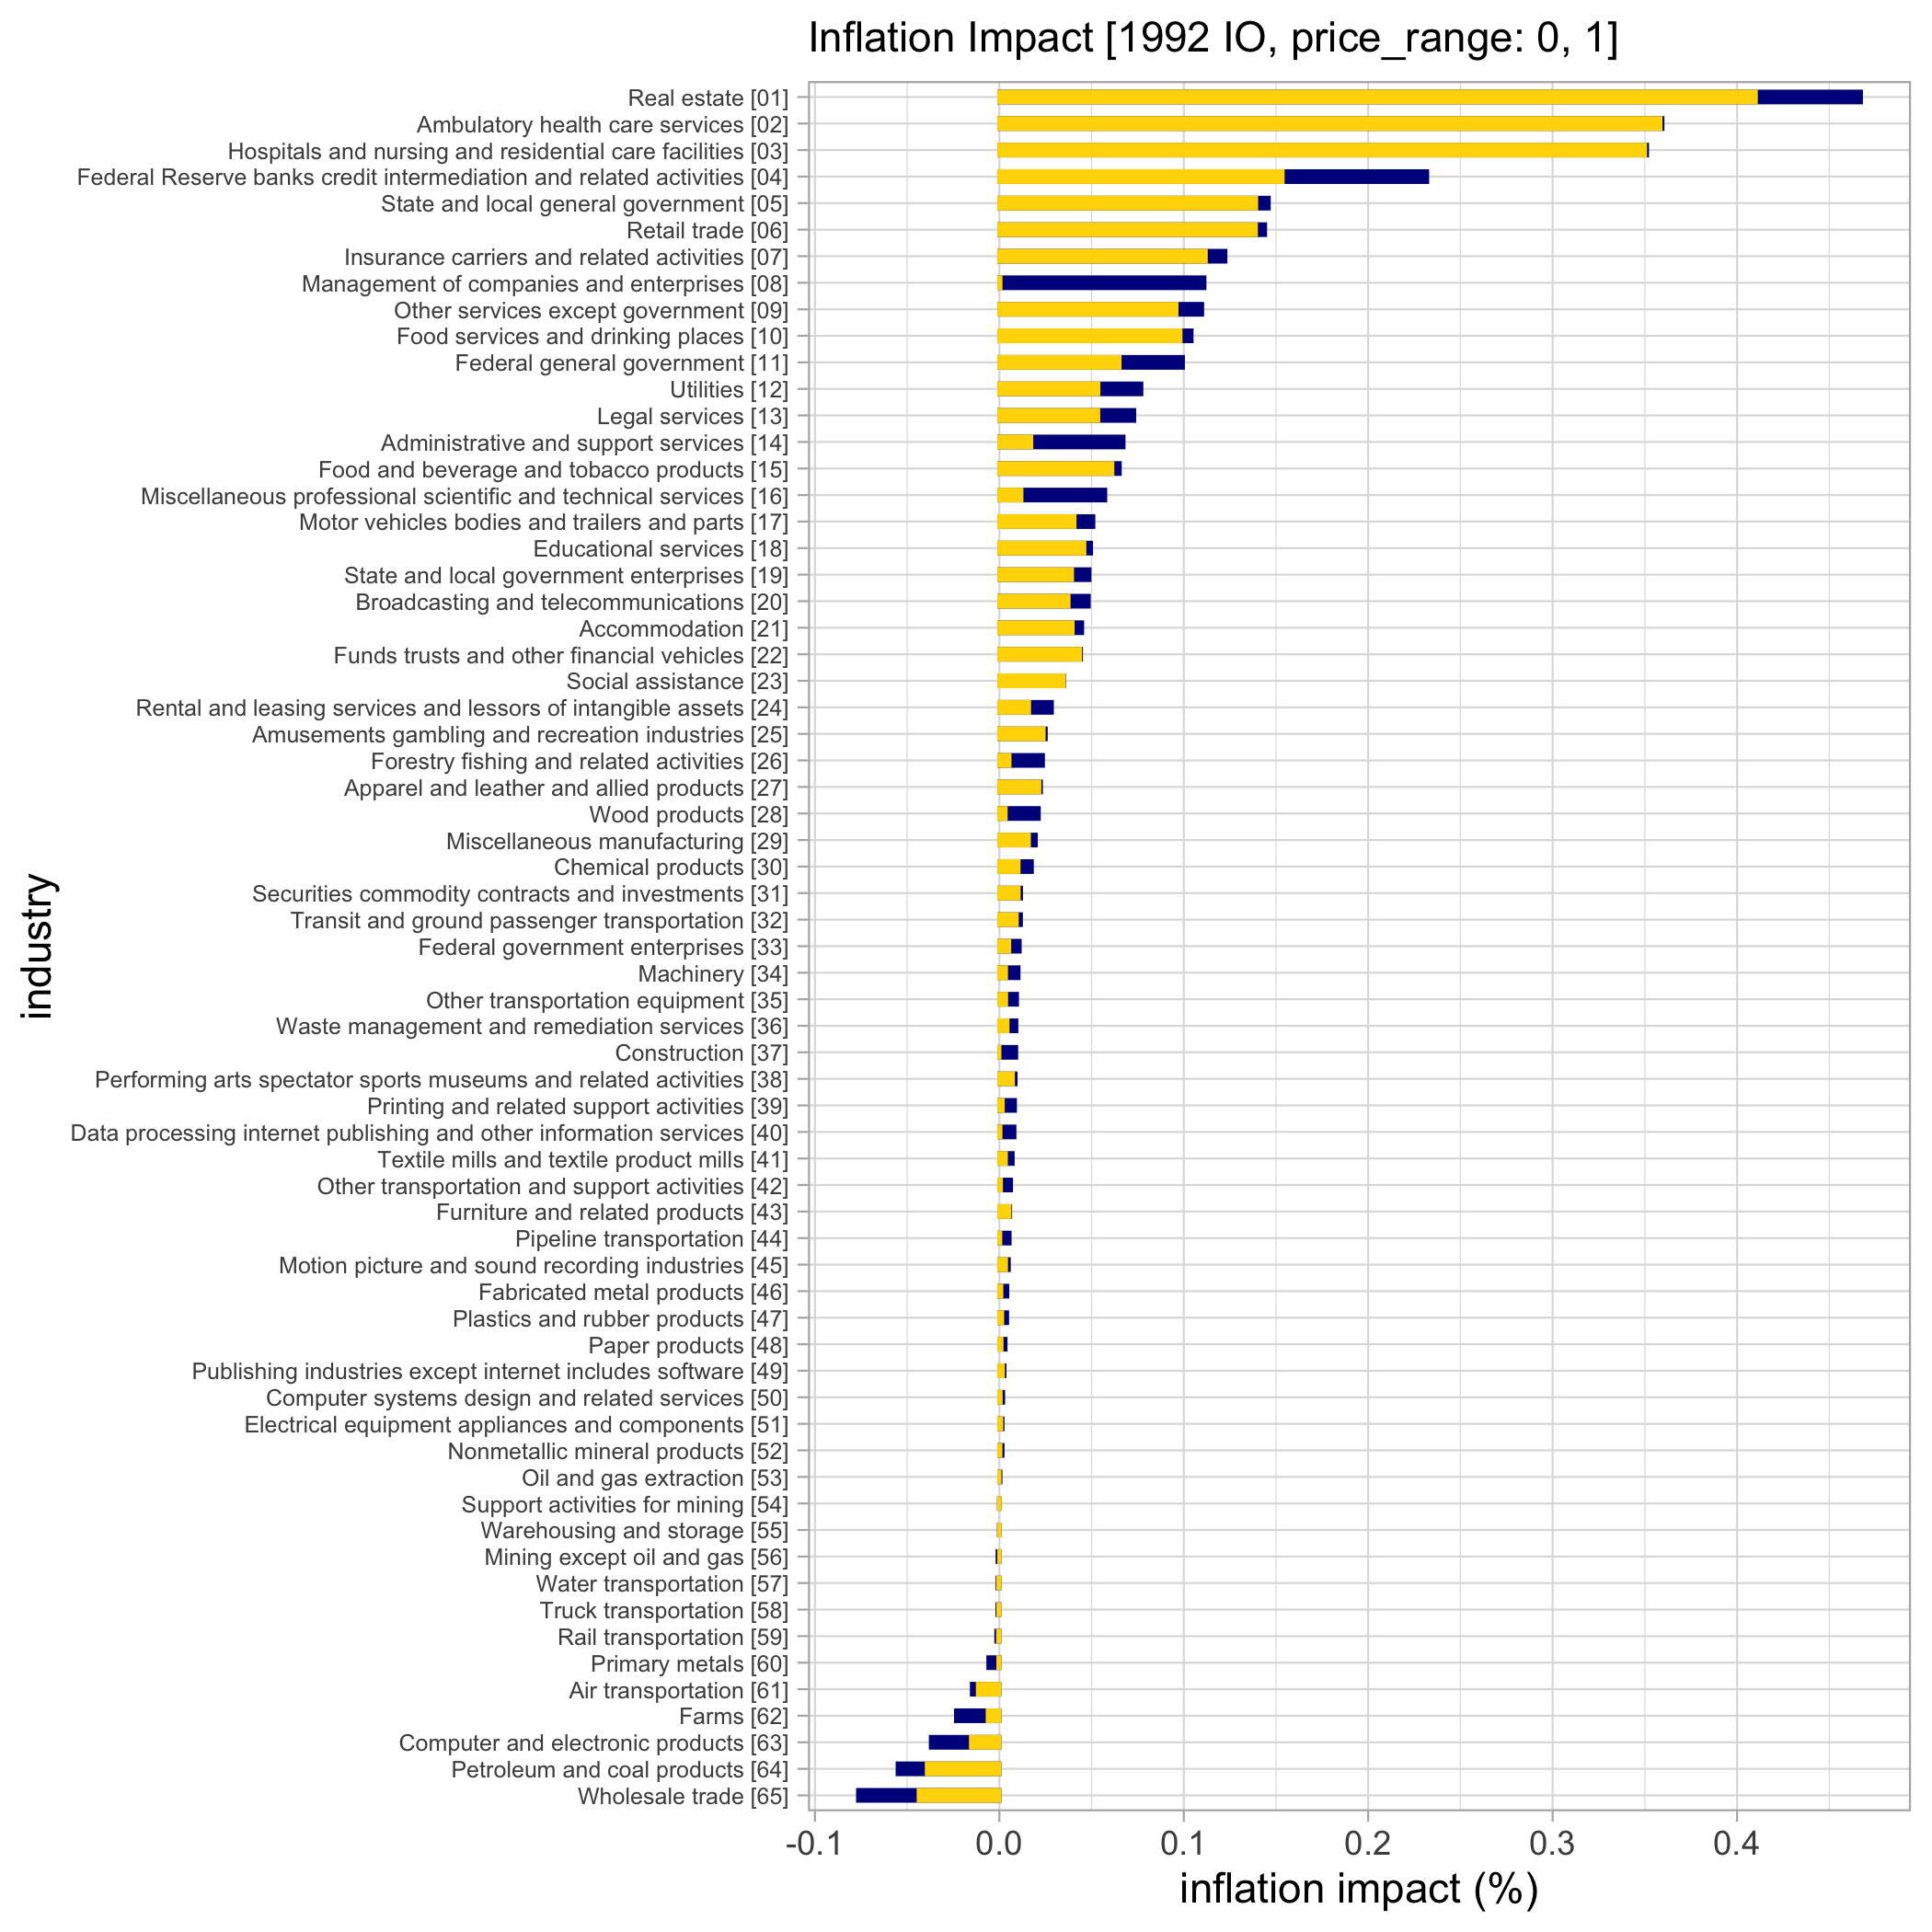 Inflation Impact [1992 IO, price_range: 0, 1]
Real estate [01]
Ambulatory health care services [02]
Hospitals and nursing and residential care facilities [03]
Federal Reserve banks credit intermediation and related activities [04]
State and local general government [05]
Retail trade [06]
Insurance carriers and related activities [07]
Management of companies and enterprises [08]
Other services except government [09]
Food services and drinking places [10]
Federal general government [11]
Utilities [12]
Legal services [13]
Administrative and support services [14]
Food and beverage and tobacco products [15]
Miscellaneous professional scientific and technical services [16]
Motor vehicles bodies and trailers and parts [17]
Educational services [18]
State and local government enterprises [19]
Broadcasting and telecommunications [20]
Accommodation [21]
Funds trusts and other financial vehicles [22]
Social assistance [23]
Rental and leasing services and lessors of intangible assets [24]
Amusements gambling and recreation industries [25]
Forestry fishing and related activities [26]
Apparel and leather and allied products [27]
Wood products [28]
Miscellaneous manufacturing [29]
Chemical products [30]
Securities commodity contracts and investments [31]
Transit and ground passenger transportation [32]
Federal government enterprises [33]
Machinery [34]
Other transportation equipment [35]
Waste management and remediation services [36]
Construction [37]
Performing arts spectator sports museums and related activities [38]
Printing and related support activities [39]
Data processing internet publishing and other information services [40]
Textile mills and textile product mills [41]
Other transportation and support activities [42]
Furniture and related products [43]
Pipeline transportation [44]
Motion picture and sound recording industries [45]
Fabricated metal products [46]
Plastics and rubber products [47]
Paper products [48]
Publishing industries except internet includes software [49]
Computer systems design and related services [50]
Electrical equipment appliances and components [51]
Nonmetallic mineral products [52]
Oil and gas extraction [53]
Support activities for mining [54]
Warehousing and storage [55]
Mining except oil and gas [56]
Water transportation [57]
Truck transportation [58]
Rail transportation [59]
Primary metals [60]
Air transportation [61]
Farms [62]
Computer and electronic products [63]
Petroleum and coal products [64]
Wholesale trade [65]
industry
-0.1 0.0 0.1 0.2 0.3 0.4
inflation impact (%)